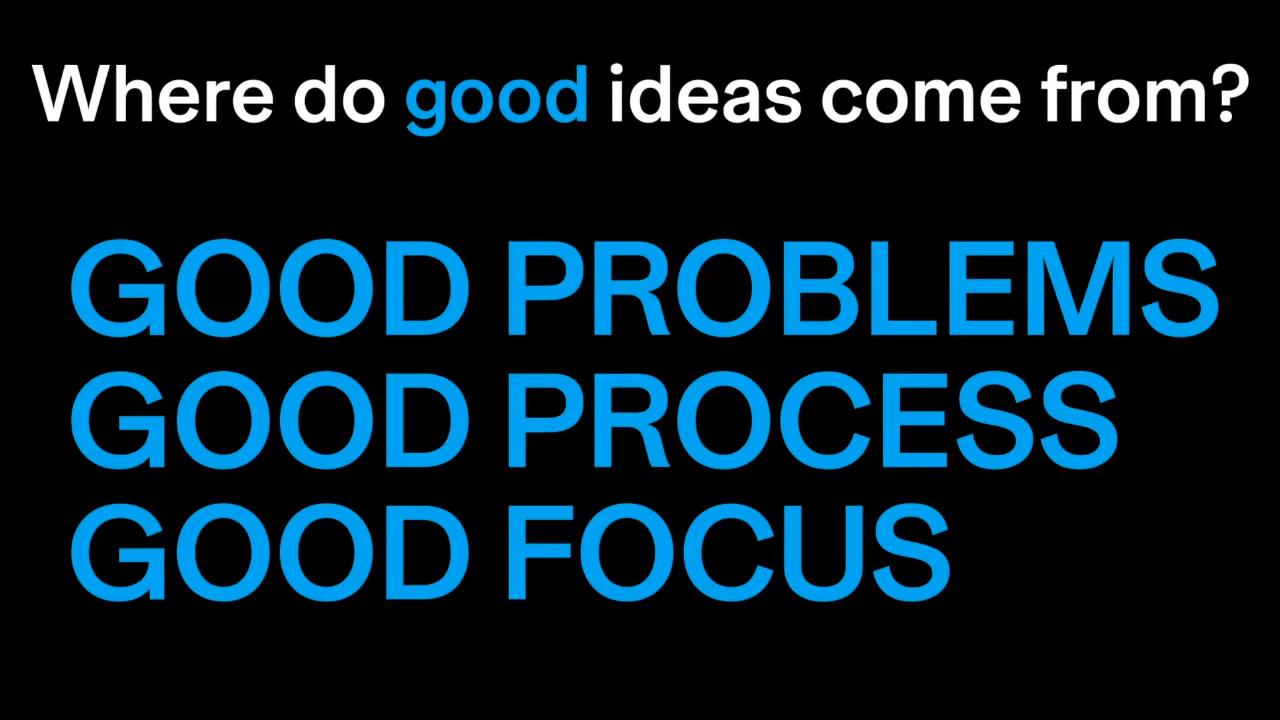 Where do good ideas come from?
GOOD PROBLEMS
GOOD PROCESS
GOOD FOCUS